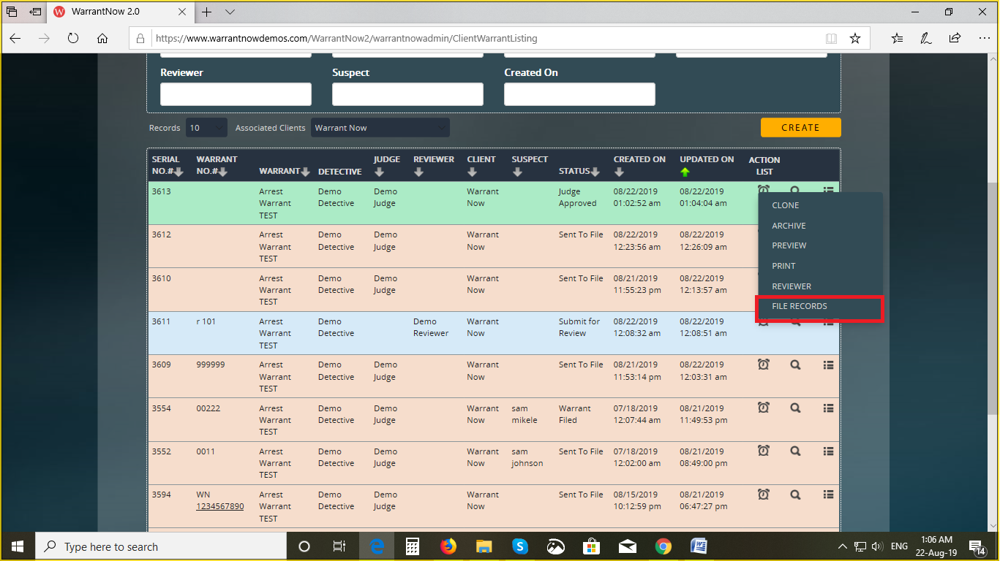 WarrantNow 2.0
https://www.warrantnowdemos.com/WarrantNow2/warrantnowadmin/ClientWarrantListing
Reviewer Suspect Created On
Records 10 Associated Clients Warrant Now CREATE
SERIAL NO.# WARRANT NO.# WARRANT DETECTIVE JUDGE REVIEWER CLIENT SUSPECT STATUS CREATED ON UPDATED ON ACTION LIST
3613 Arrest Warrant TEST Demo Detective Demo Judge Warrant Now Judge Approved 08/22/2019 01:02:52 am 08/22/2019 01:04:04 am
CLONE
ARCHIVE
PREVIEW
PRINT
REVIEWER
FILE RECORDS
3612 Arrest Warrant TEST Demo Detective Demo Judge Warrant Now Sent To File 08/22/2019 12:23:56 am 08/22/2019 12:26:09 am
3610 Arrest Warrant TEST Demo Detective Demo Judge Warrant Now Sent To File 08/21/2019 11:55:23 pm 08/22/2019 12:13:57 am
3611 r 101 Arrest Warrant TEST Demo Detective Demo Reviewer Warrant Now Submit for Review 08/22/2019 12:08:32 am 08/22/2019 12:08:51 am
3609 999999 Arrest Warrant TEST Demo Detective Demo Judge Warrant Now Sent To File 08/21/2019 11:53:14 pm 08/22/2019 12:03:31 am
3554 00222 Arrest Warrant TEST Demo Detective Demo Judge Warrant Now sam mikele Warrant Filed 07/18/2019 12:07:44 am 08/21/2019 11:49:53 pm
3552 0011 Arrest Warrant TEST Demo Detective Demo Judge Warrant Now sam johnson Sent To File 07/18/2019 12:02:00 am 08/21/2019 08:49:00 pm
3594 WN 1234567890 Arrest Warrant TEST Demo Detective Demo Judge Warrant Now Sent To File 08/15/2019 10:12:59 pm 08/21/2019 06:47:27 pm
Type here to search
ENG
1:06 AM
22-Aug-19
14